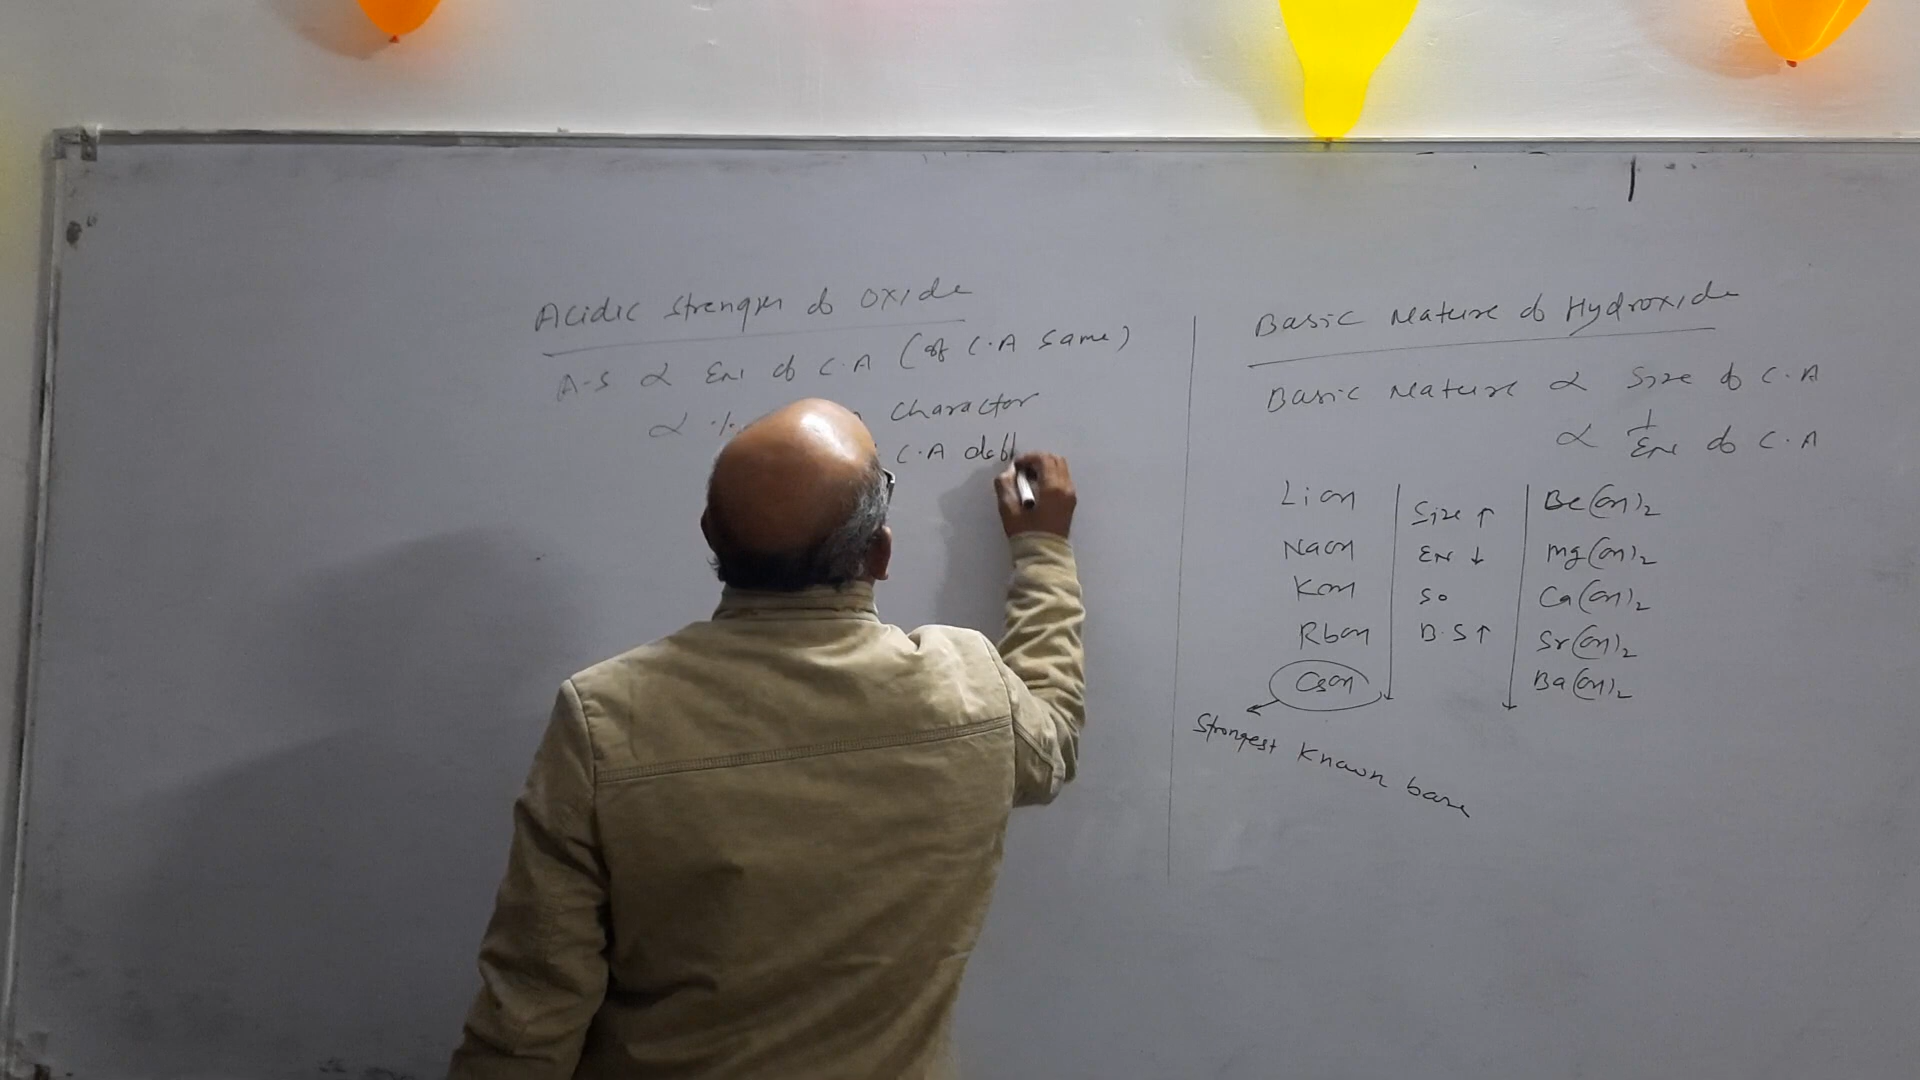 Acidic Strength of Oxide
A-S ∝ EN of C.A (If C.A same)
∝ %
Character
C.A
Basic Nature of Hydroxide
Basic Nature ∝ Size of C.A
∝ 1/EN of C.A
LiOH
NaOH
KOH
RbOH
CsOH
Size ↑
EN ↓
So
B.S ↑
Be(OH)2
Mg(OH)2
Ca(OH)2
Sr(OH)2
Ba(OH)2
Strongest Known base